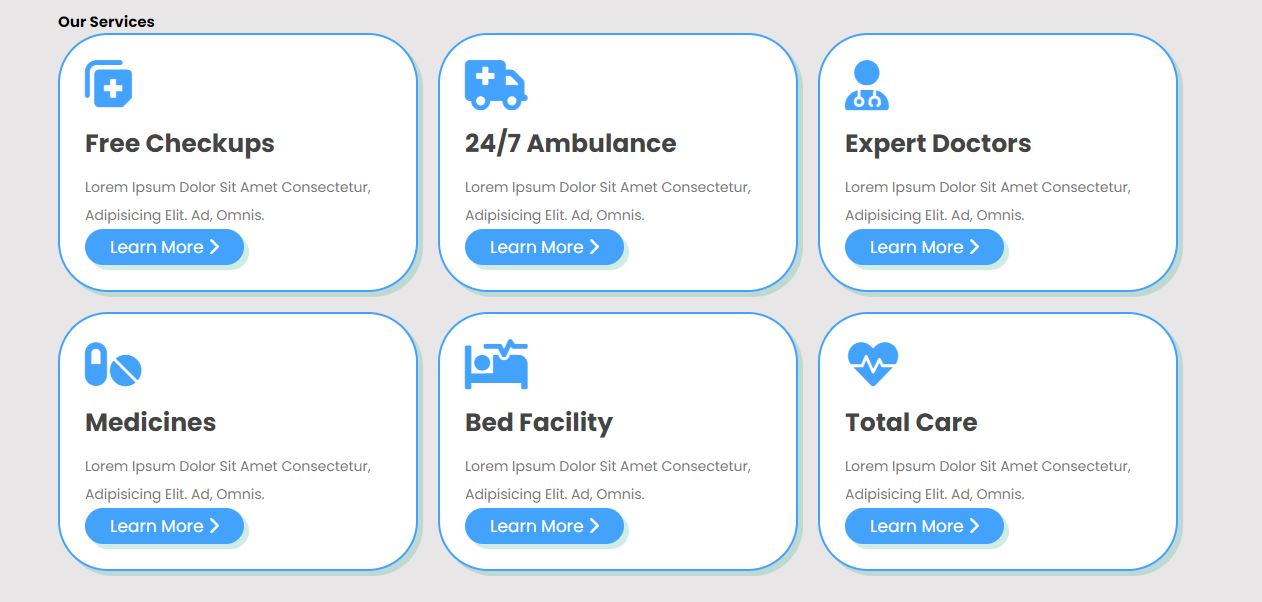 Our Services
Free Checkups
Lorem Ipsum Dolor Sit Amet Consectetur,
Adipisicing Elit. Ad, Omnis.
Learn More
24/7 Ambulance
Lorem Ipsum Dolor Sit Amet Consectetur,
Adipisicing Elit. Ad, Omnis.
Learn More
Expert Doctors
Lorem Ipsum Dolor Sit Amet Consectetur,
Adipisicing Elit. Ad, Omnis.
Learn More
Medicines
Lorem Ipsum Dolor Sit Amet Consectetur,
Adipisicing Elit. Ad, Omnis.
Learn More
Bed Facility
Lorem Ipsum Dolor Sit Amet Consectetur,
Adipisicing Elit. Ad, Omnis.
Learn More
Total Care
Lorem Ipsum Dolor Sit Amet Consectetur,
Adipisicing Elit. Ad, Omnis.
Learn More